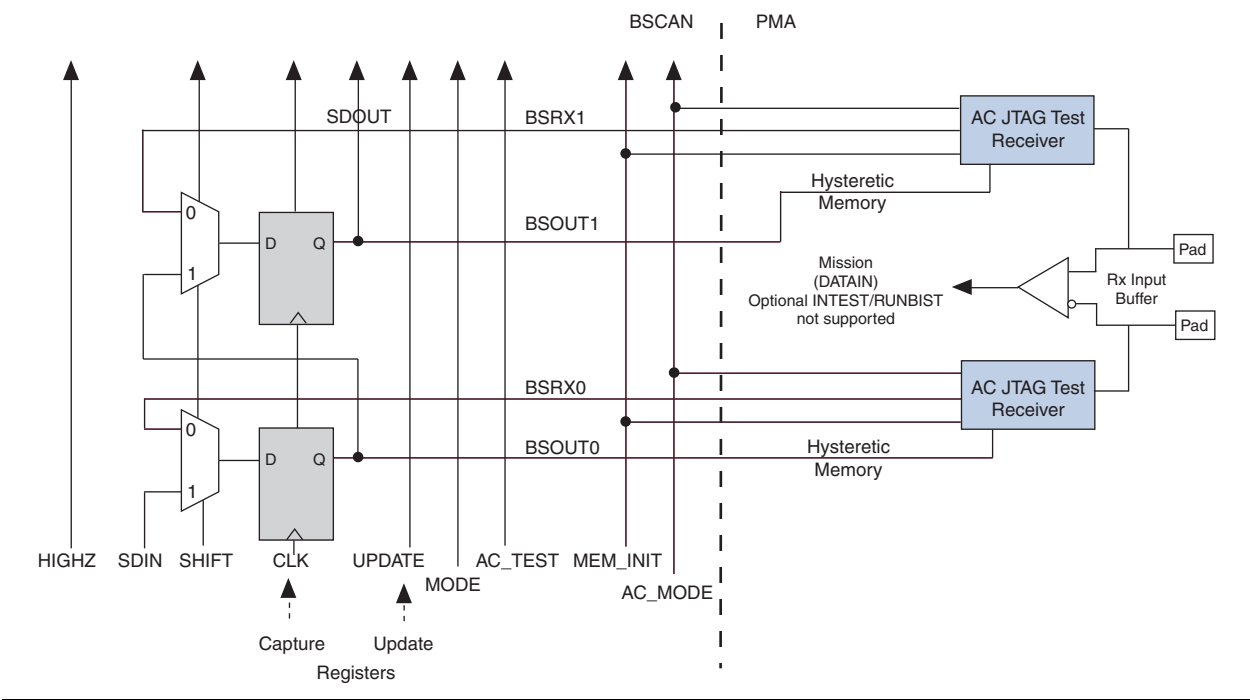 BSCAN
PMA
SDOUT
BSRX1
AC JTAG Test
Receiver
Hysteretic
Memory
0
1
D
Q
BSOUT1
Mission
(DATAIN)
Optional INTEST/RUNBIST
not supported
Rx Input
Buffer
Pad
Pad
BSRX0
AC JTAG Test
Receiver
0
1
D
Q
BSOUT0
Hysteretic
Memory
HIGHZ
SDIN
SHIFT
CLK
UPDATE
MODE
AC_TEST
MEM_INIT
AC_MODE
Capture
Update
Registers